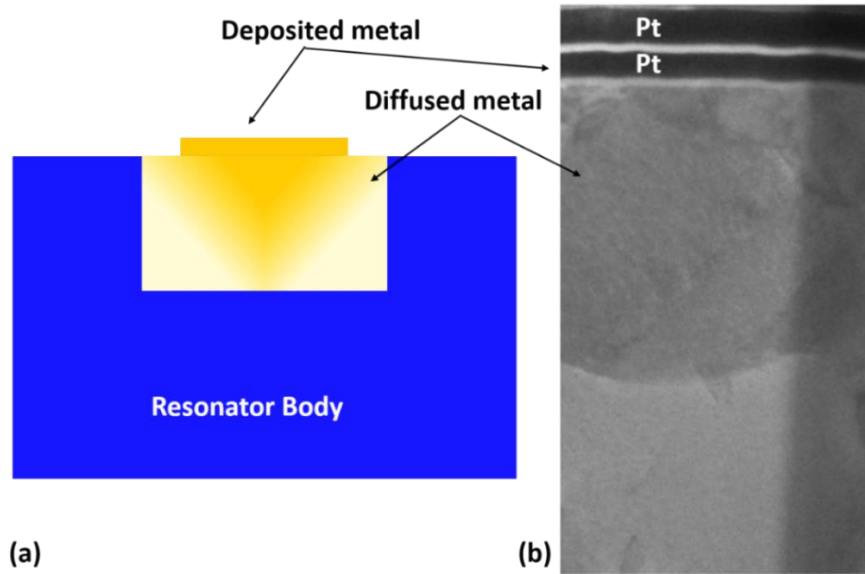 Deposited metal
Pt
Pt
Diffused metal
Resonator Body
(a)
(b)